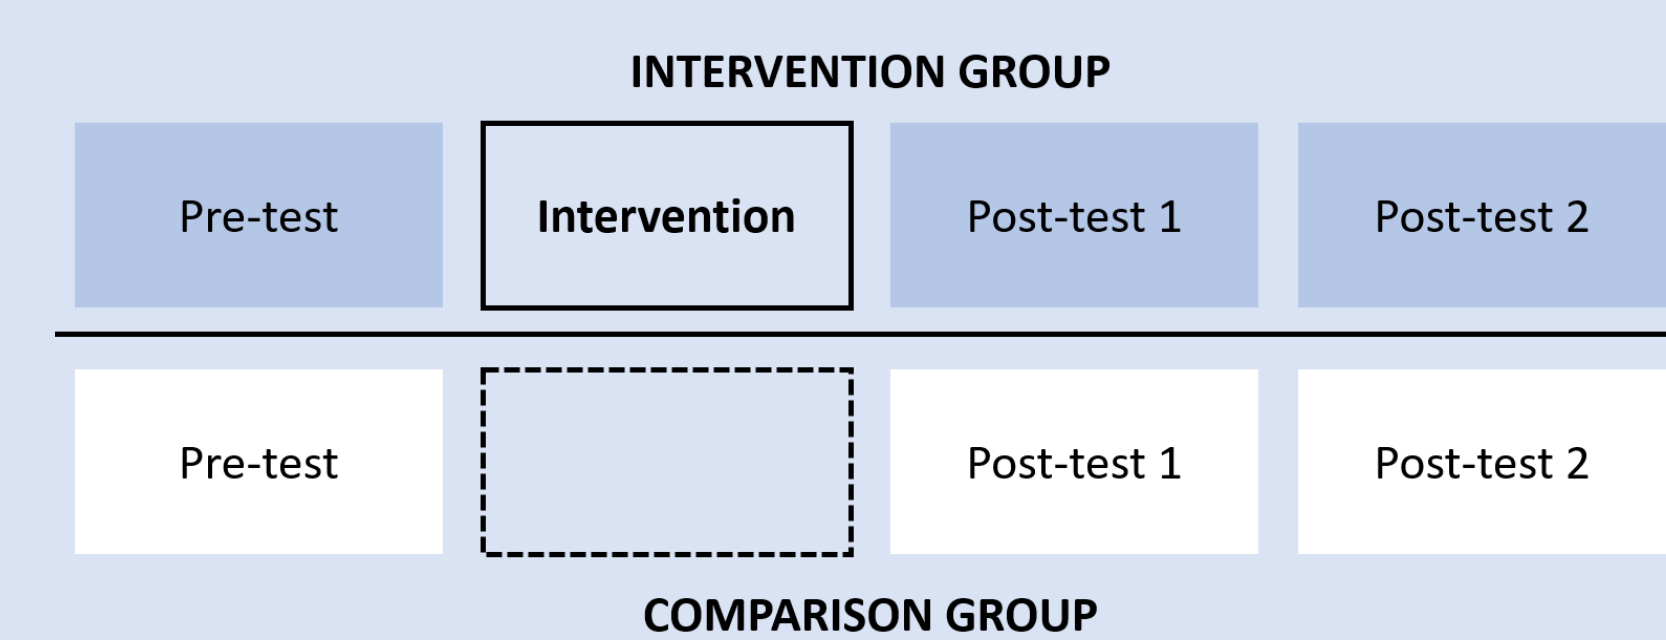 INTERVENTION GROUP
Pre-test Intervention Post-test 1 Post-test 2
Pre-test Post-test 1 Post-test 2
COMPARISON GROUP